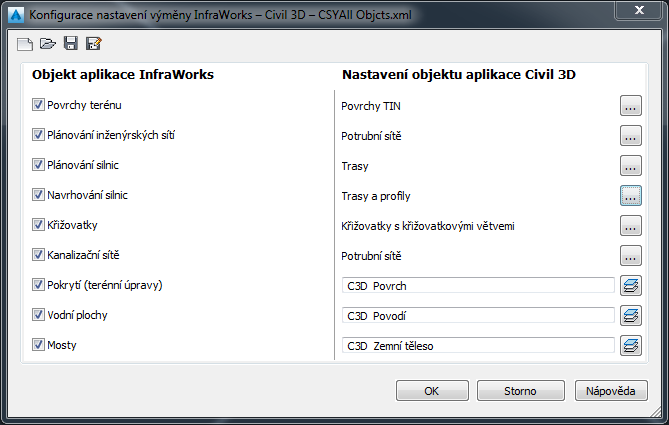 Konfigurace nastavení výměny InfraWorks – Civil 3D – CSYAll Objcts.xml
Objekt aplikace InfraWorks Nastavení objektu aplikace Civil 3D
Povrchy terénu Povrchy TIN ...
Plánování inženýrských sítí Potrubní sítě ...
Plánování silnic Trasy ...
Navrhování silnic Trasy a profily ...
Křižovatky Křižovatky s křižovatkovými větvemi ...
Kanalizační sítě Potrubní sítě ...
Pokrytí (terénní úpravy) C3D Povrch
Vodní plochy C3D Povodí
Mosty C3D Zemní těleso
OK Storno Nápověda